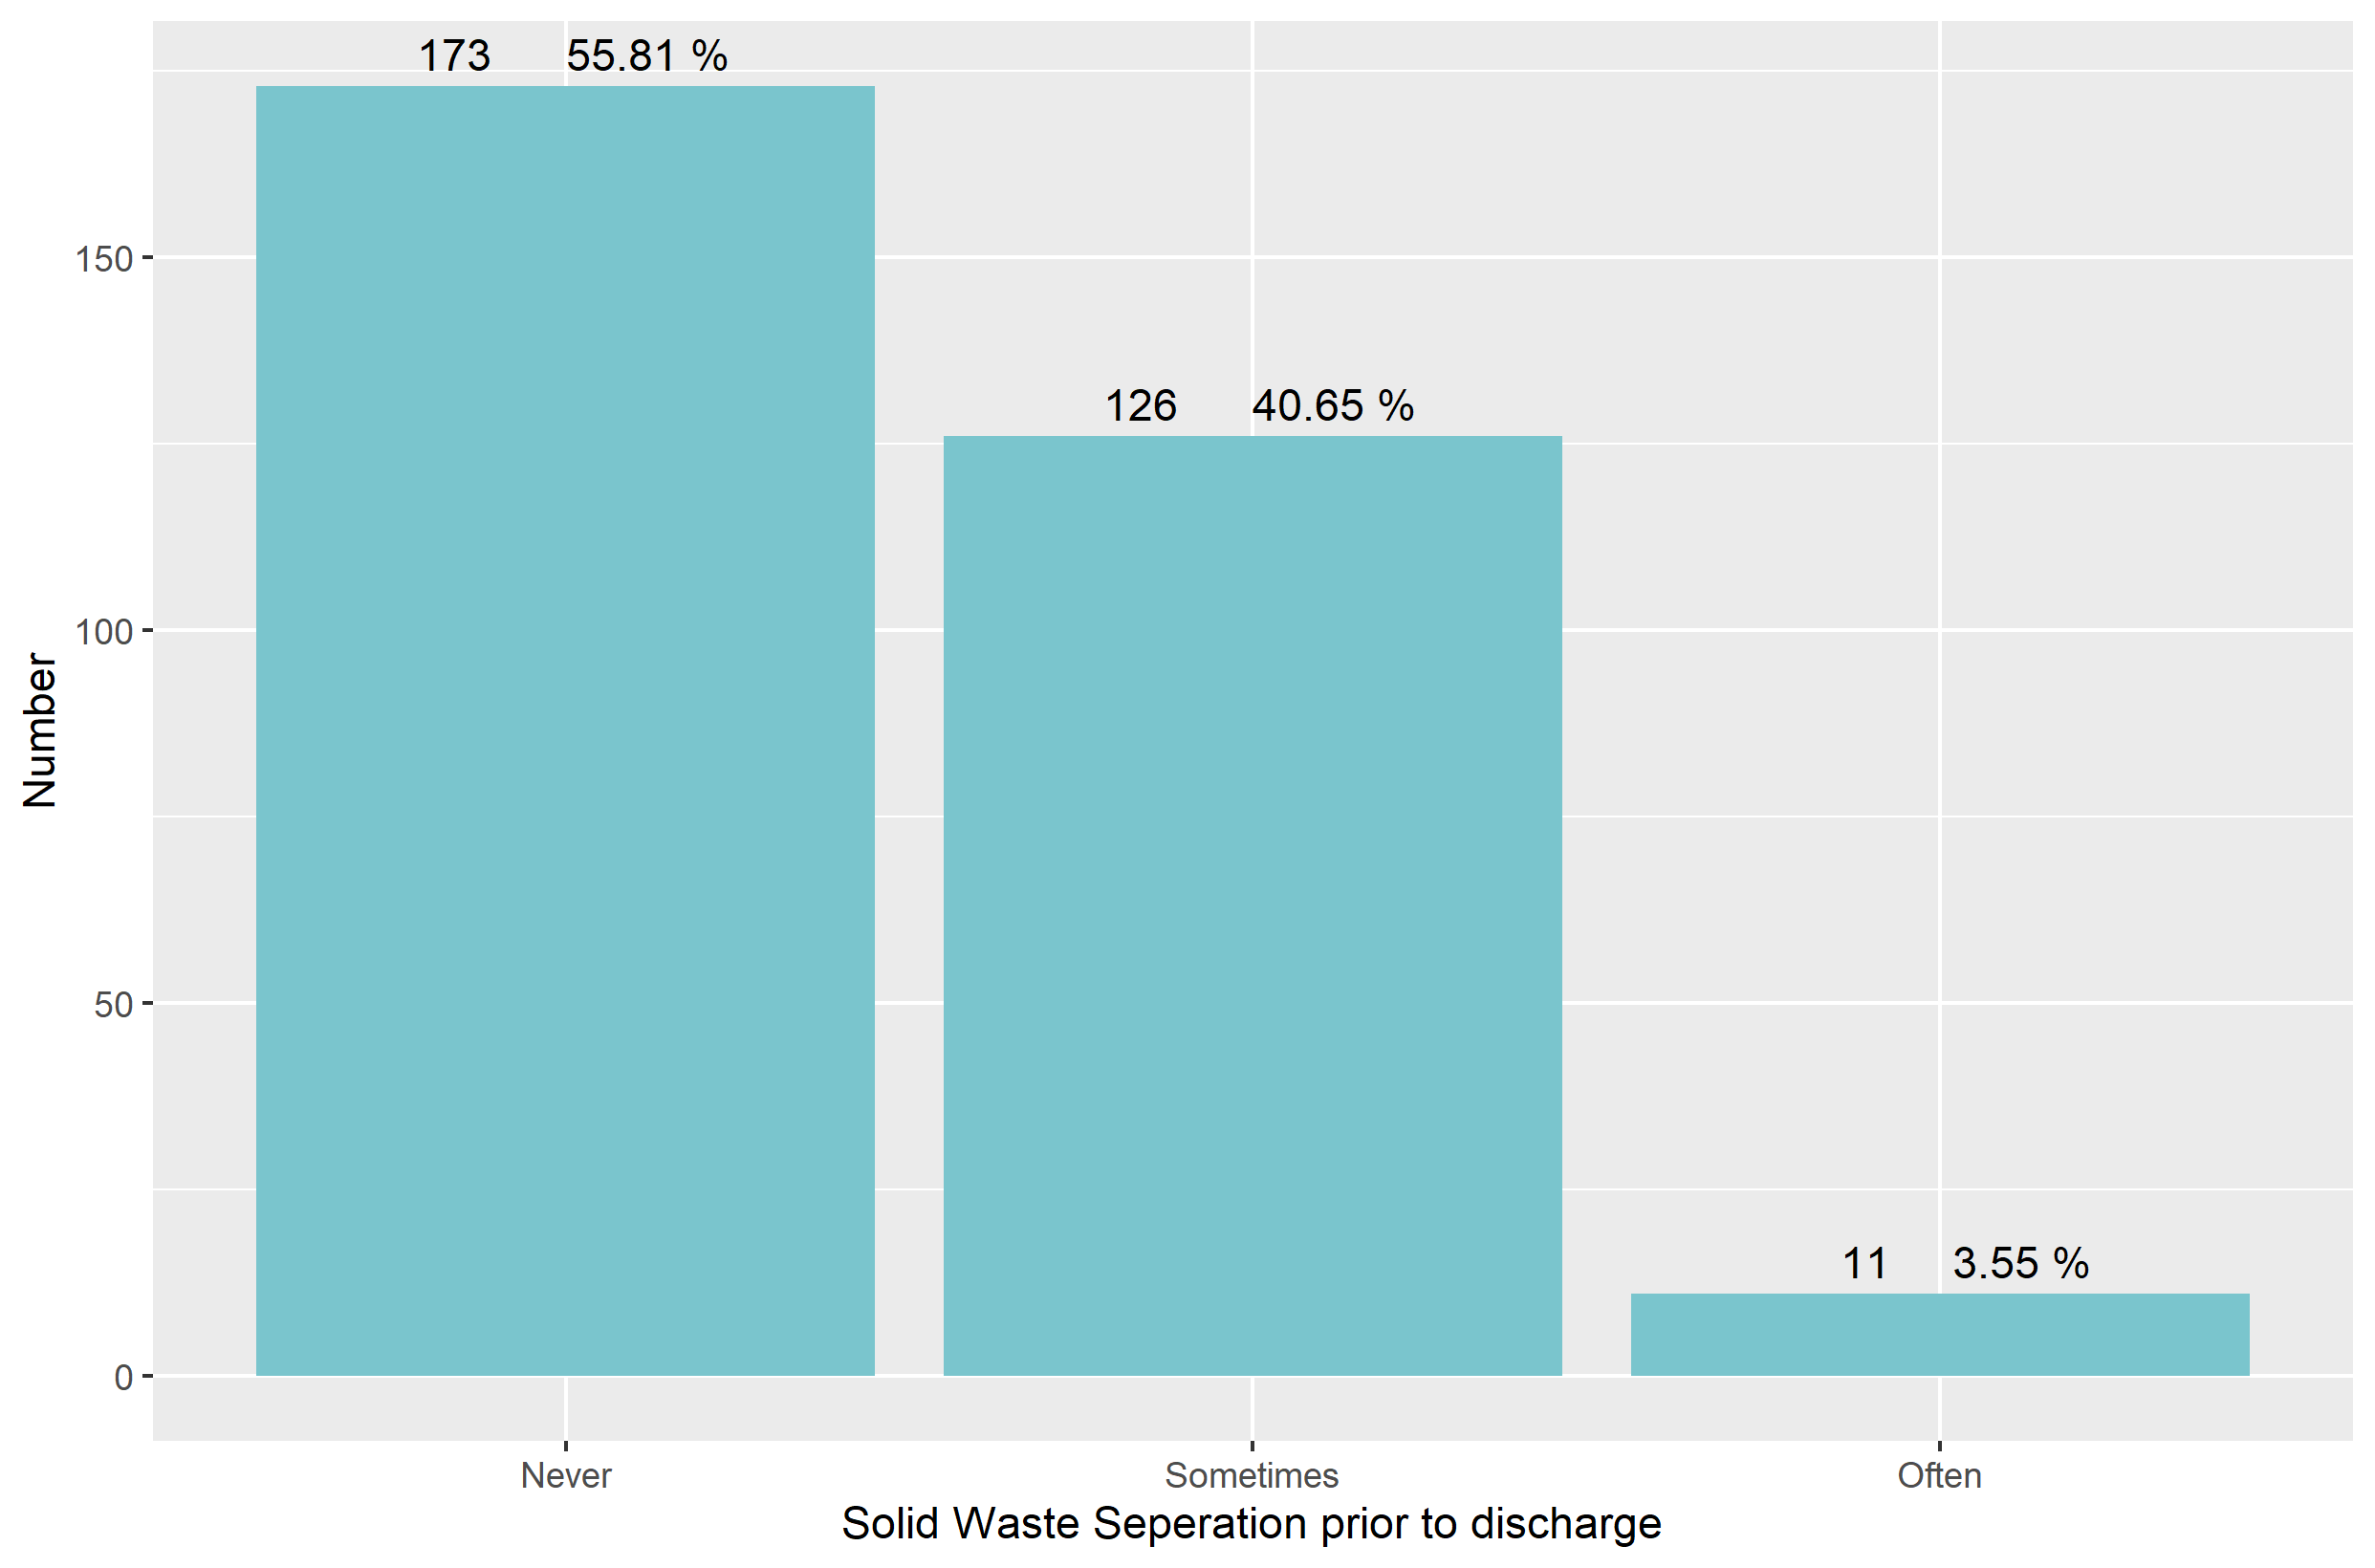 173 55.81 %
126 40.65 %
11 3.55 %
150
100
50
0
Number
Never Sometimes Often
Solid Waste Seperation prior to discharge